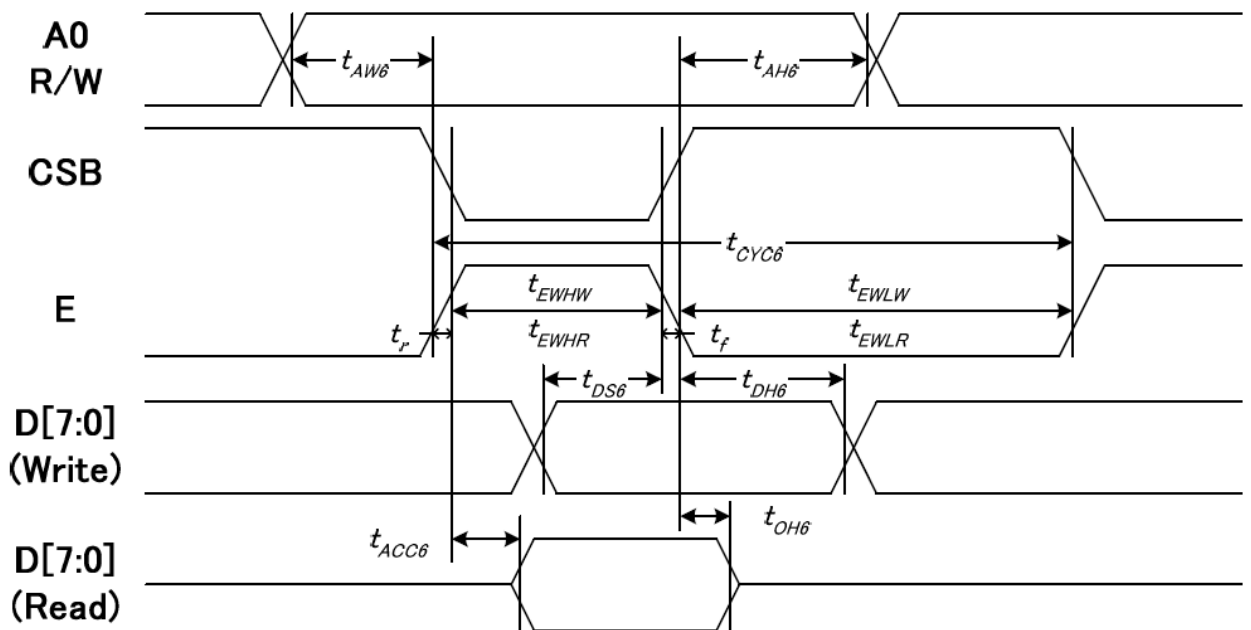 A0
R/W
tAW6
tAH6
CSB
tCYC6
E
tEWHW
tEWLW
tr
tEWHR
tf
tEWLR
tDS6
tDH6
D[7:0]
(Write)
tACC6
tOH6
D[7:0]
(Read)